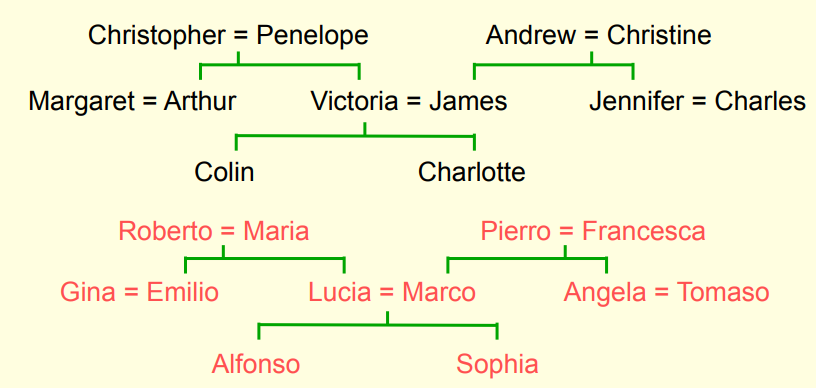 Christopher = Penelope Andrew = Christine
Margaret = Arthur Victoria = James Jennifer = Charles
Colin Charlotte
Roberto = Maria Pierro = Francesca
Gina = Emilio Lucia = Marco Angela = Tomaso
Alfonso Sophia